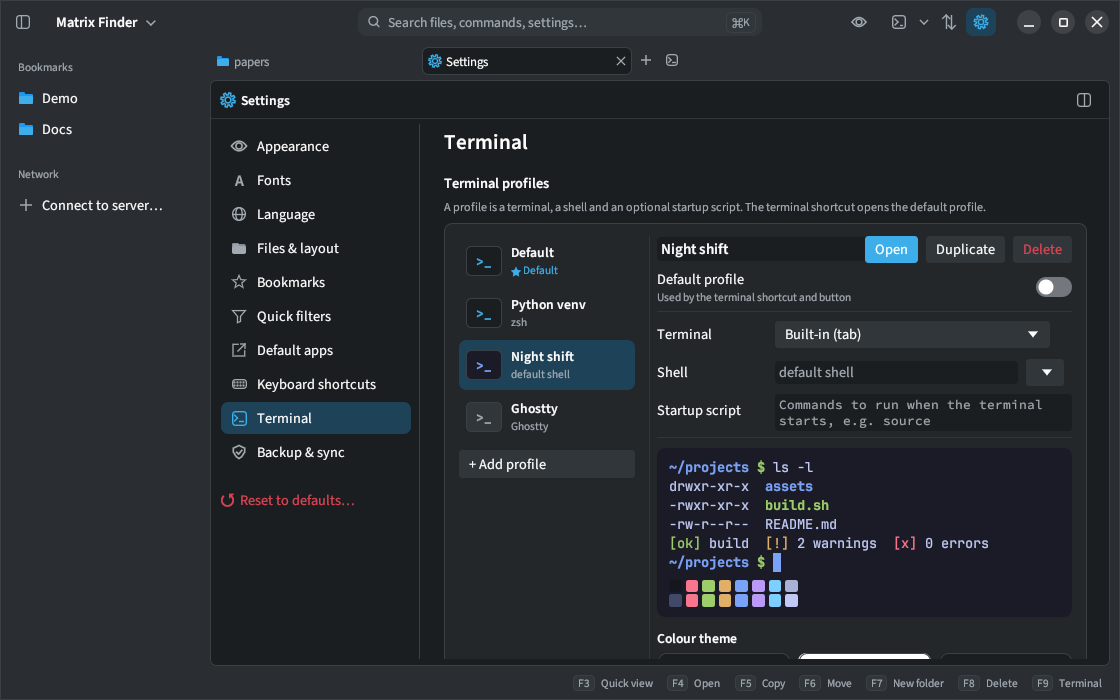 Matrix Finder
Search files, commands, settings…
⌘K
Bookmarks
Demo
Docs
Network
Connect to server…
papers
Settings
Settings
Appearance
Fonts
Language
Files & layout
Bookmarks
Quick filters
Default apps
Keyboard shortcuts
Terminal
Backup & sync
Reset to defaults…
Terminal
Terminal profiles
A profile is a terminal, a shell and an optional startup script. The terminal shortcut opens the default profile.
Default
Default
Python venv
zsh
Night shift
default shell
Ghostty
Ghostty
+ Add profile
Night shift
Open
Duplicate
Delete
Default profile
Used by the terminal shortcut and button
Terminal
Built-in (tab)
Shell
default shell
Startup script
Commands to run when the terminal
starts, e.g. source
~/projects $ ls -l
drwxr-xr-x assets
-rwxr-xr-x build.sh
-rw-r--r-- README.md
[ok] build [!] 2 warnings [x] 0 errors
~/projects $
Colour theme
F3 Quick view F4 Open F5 Copy F6 Move F7 New folder F8 Delete F9 Terminal